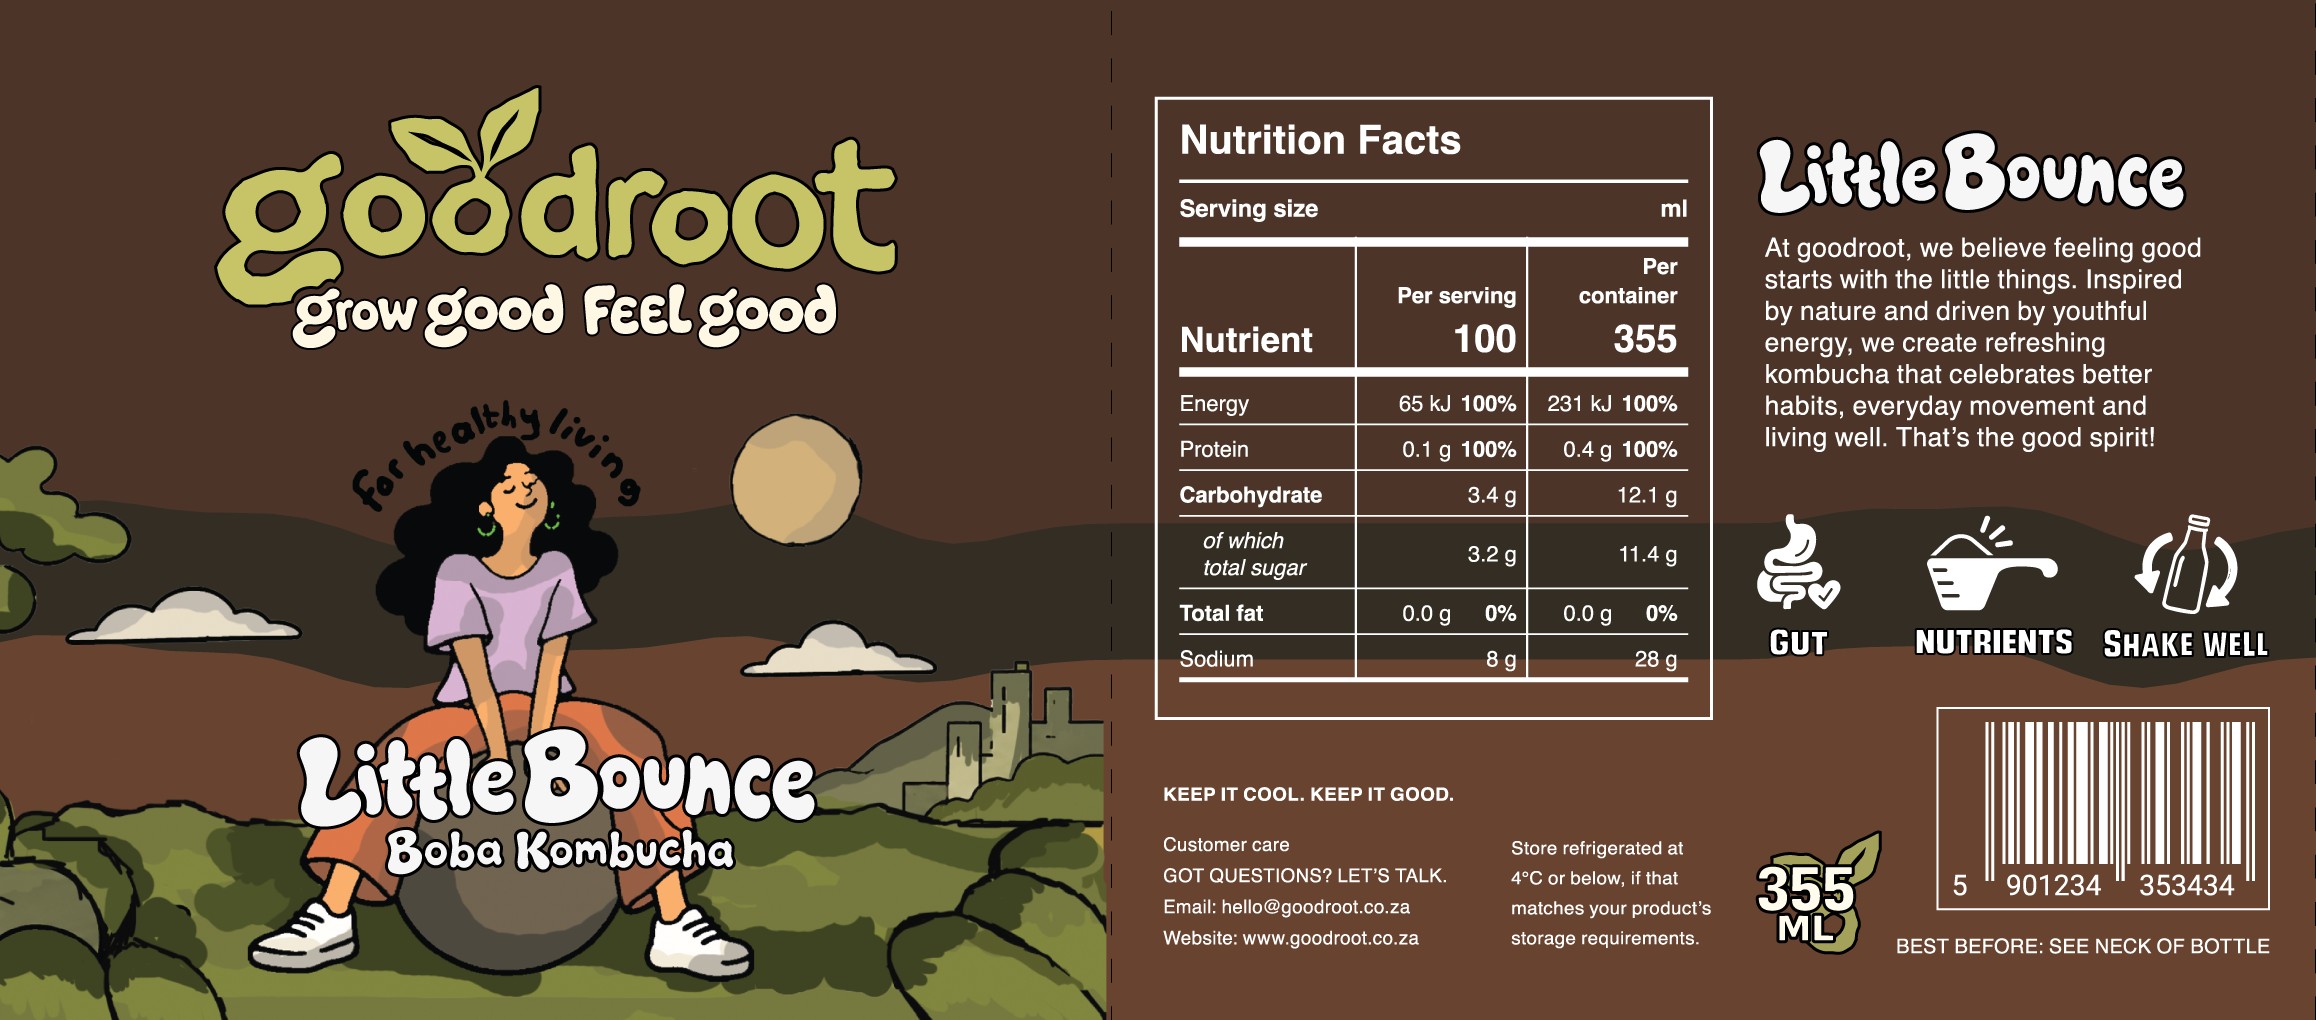 goodroot
grow good FEEL good
for healthy living
Little Bounce
Boba Kombucha
Nutrition Facts
Serving size ml
Nutrient Per serving 100 Per container 355
Energy 65 kJ 100% 231 kJ 100%
Protein 0.1 g 100% 0.4 g 100%
Carbohydrate 3.4 g 12.1 g
of which
total sugar 3.2 g 11.4 g
Total fat 0.0 g 0% 0.0 g 0%
Sodium 8 g 28 g
KEEP IT COOL. KEEP IT GOOD.
Customer care
GOT QUESTIONS? LET’S TALK.
Email: hello@goodroot.co.za
Website: www.goodroot.co.za
Store refrigerated at
4°C or below, if that
matches your product’s
storage requirements.
Little Bounce
At goodroot, we believe feeling good
starts with the little things. Inspired
by nature and driven by youthful
energy, we create refreshing
kombucha that celebrates better
habits, everyday movement and
living well. That’s the good spirit!
GUT
NUTRIENTS
SHAKE WELL
355
ML
5 901234 353434
BEST BEFORE: SEE NECK OF BOTTLE